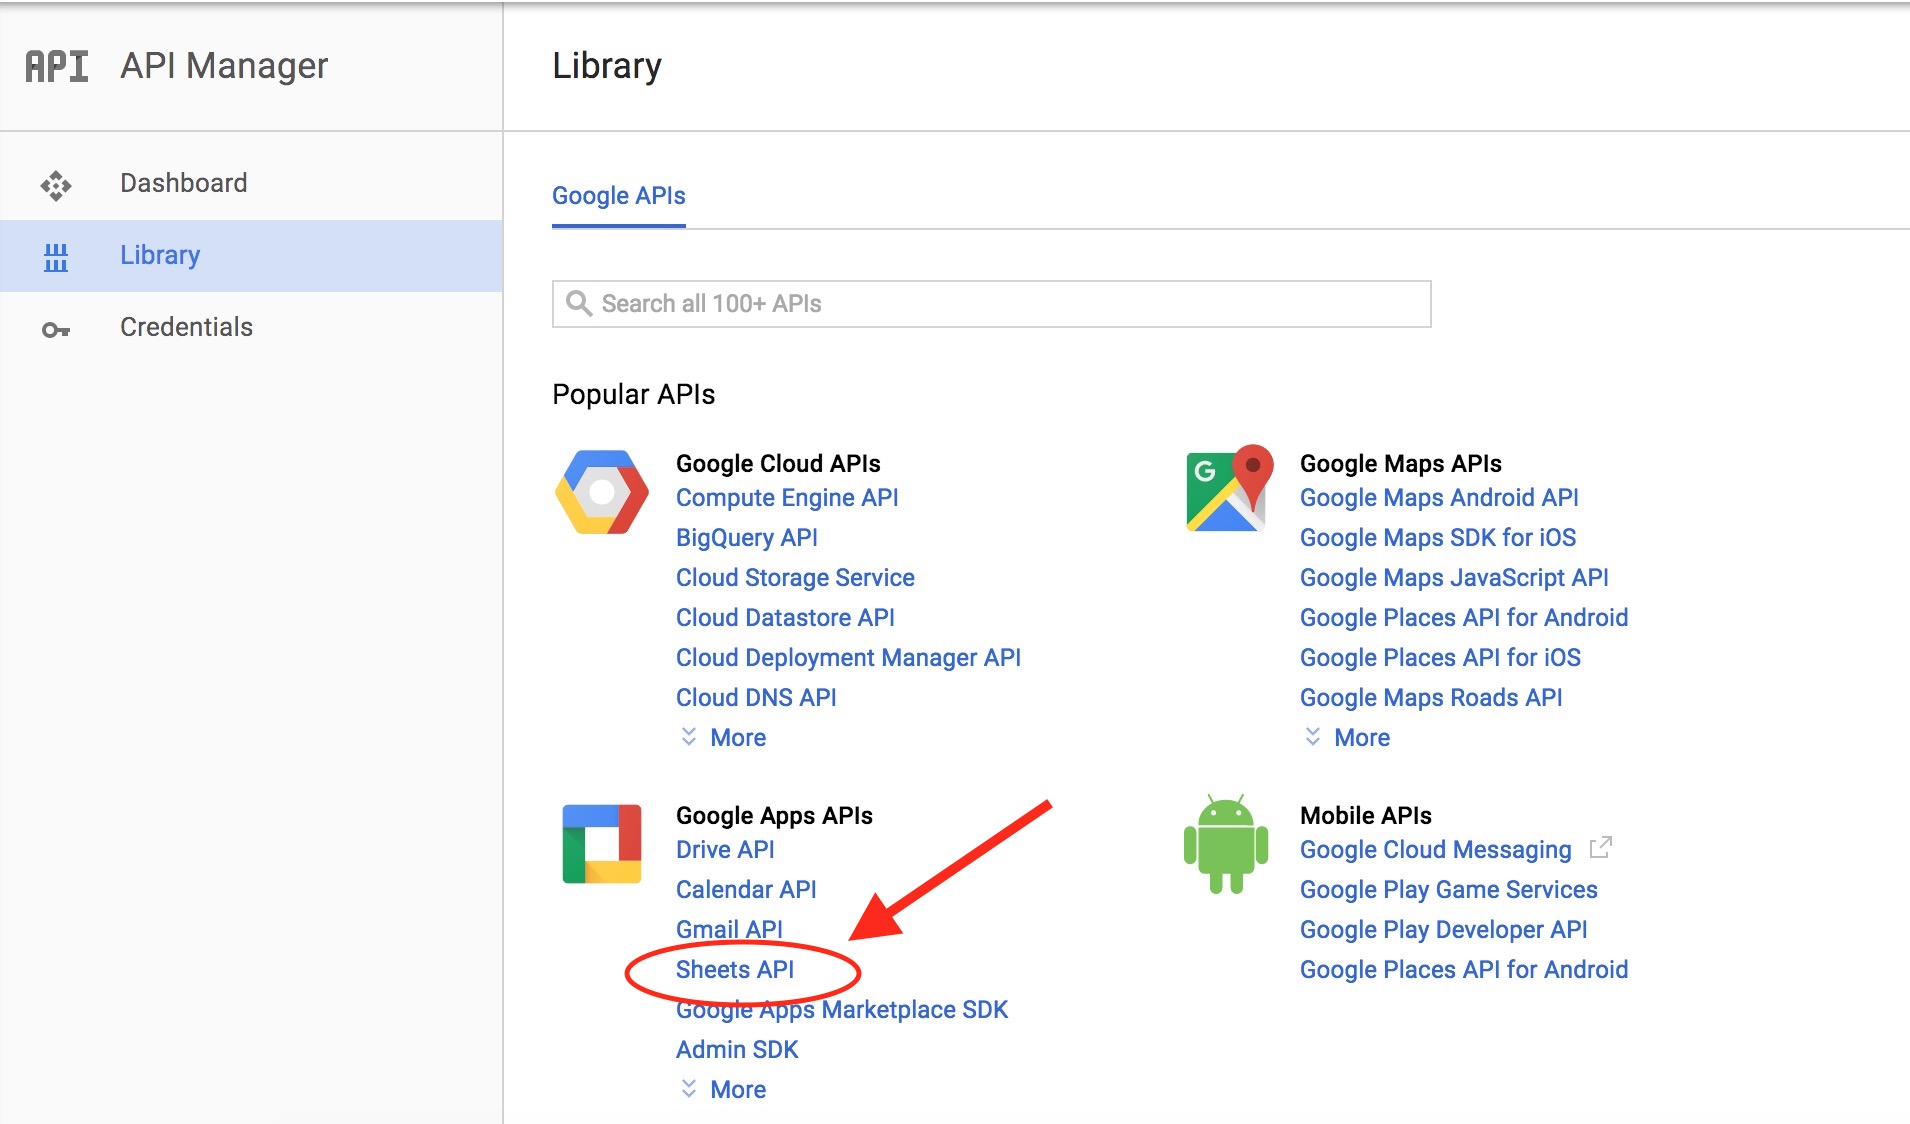 API API Manager
Library
Dashboard
Library
Credentials
Google APIs
Search all 100+ APIs
Popular APIs
Google Cloud APIs
Compute Engine API
BigQuery API
Cloud Storage Service
Cloud Datastore API
Cloud Deployment Manager API
Cloud DNS API
More
G
Google Maps APIs
Google Maps Android API
Google Maps SDK for iOS
Google Maps JavaScript API
Google Places API for Android
Google Places API for iOS
Google Maps Roads API
More
Google Apps APIs
Drive API
Calendar API
Gmail API
Sheets API
Google Apps Marketplace SDK
Admin SDK
More
Mobile APIs
Google Cloud Messaging
Google Play Game Services
Google Play Developer API
Google Places API for Android